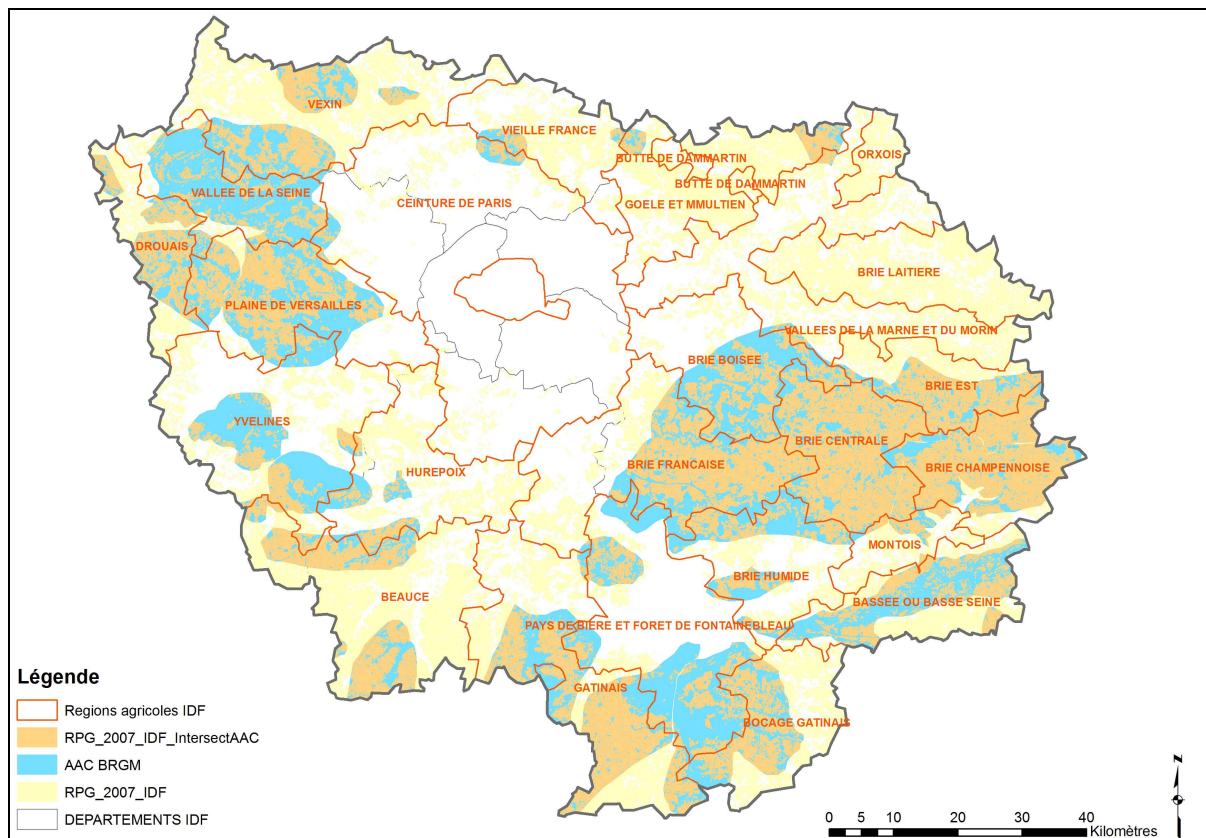 VEXIN
VIEILLE FRANCE
BUTTE DE DAMMARTIN
ORXOIS
BUTTE DE DAMMARTIN
VALLEE DE LA SEINE
CEINTURE DE PARIS
GOELE ET MMULTIEN
DROUAIS
BRIE LAITIERE
PLAINE DE VERSAILLES
VALLEES DE LA MARNE ET DU MORIN
BRIE BOISEE
BRIE EST
YVELINES
BRIE CENTRALE
HUREPOIX
BRIE FRANCAISE
BRIE CHAMPENNOISE
MONTOIS
BRIE HUMIDE
BEAUCE
BASSEE OU BASSE SEINE
PAYS DE BIERE ET FORET DE FONTAINEBLEAU
GATINAIS
BOCAGE GATINAIS
Légende
Regions agricoles IDF
RPG_2007_IDF_IntersectAAC
AAC BRGM
RPG_2007_IDF
DEPARTEMENTS IDF
N
0 5 10 20 30 40
Kilomètres